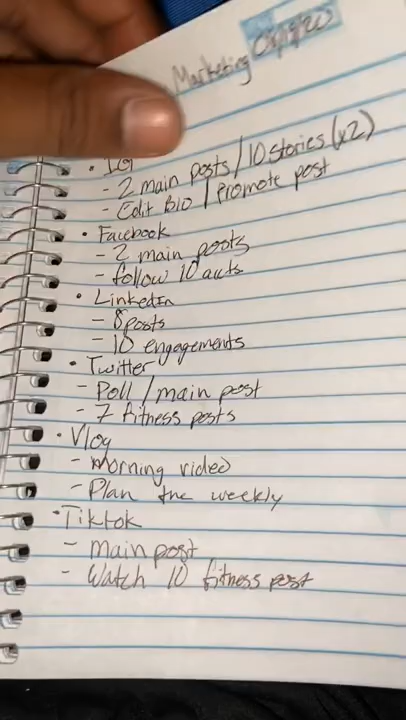 Marketing
• IG
- 2 main posts / 10 stories (x2)
- Edit BIO / Promote post
• Facebook
- 2 main posts
- follow 10 accts
• LinkedIn
- 8 posts
- 10 engagements
• Twitter
- Poll / main post
- 7 fitness posts
• Vlog
- Morning video
- Plan the weekly
• Tiktok
- main post
- Watch 10 fitness post